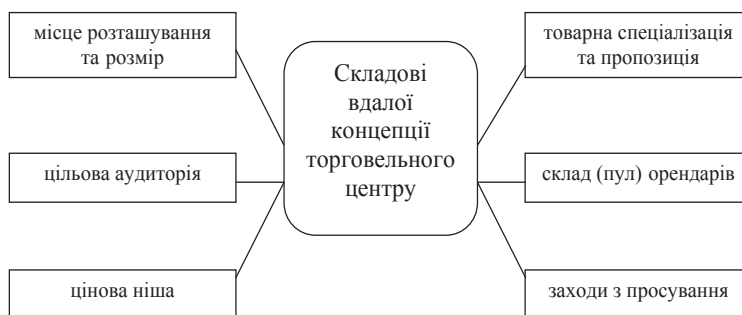 місце розташування
та розмір
цільова аудиторія
цінова ніша
Складові
вдалої
концепції
торговельного
центру
товарна спеціалізація
та пропозиція
склад (пул) орендарів
заходи з просування